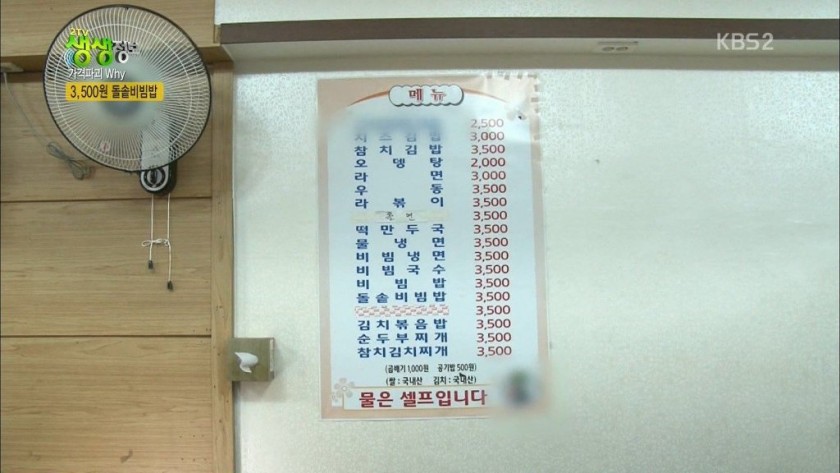 2TV 생생정보
가격파괴 Why
3,500원 돌솥비빔밥
KBS2
메뉴
2,500
3,000
참치김밥 3,500
오뎅탕 2,000
라면 3,000
우동 3,500
라볶이 3,500
3,500
떡만두국 3,500
물냉면 3,500
비빔냉면 3,500
비빔국수 3,500
비빔밥 3,500
돌솥비빔밥 3,500
3,500
김치볶음밥 3,500
순두부찌개 3,500
참치김치찌개 3,500
(곱배기 1,000원 공기밥 500원)
(쌀 : 국내산 김치 : 국내산)
물은 셀프입니다